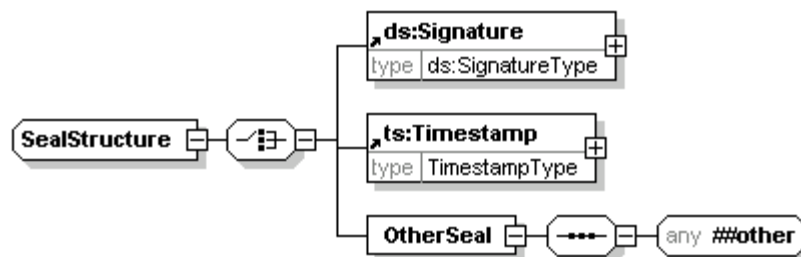 ds:Signature
type ds:SignatureType
SealStructure
ts:Timestamp
type TimestampType
OtherSeal
any ##other